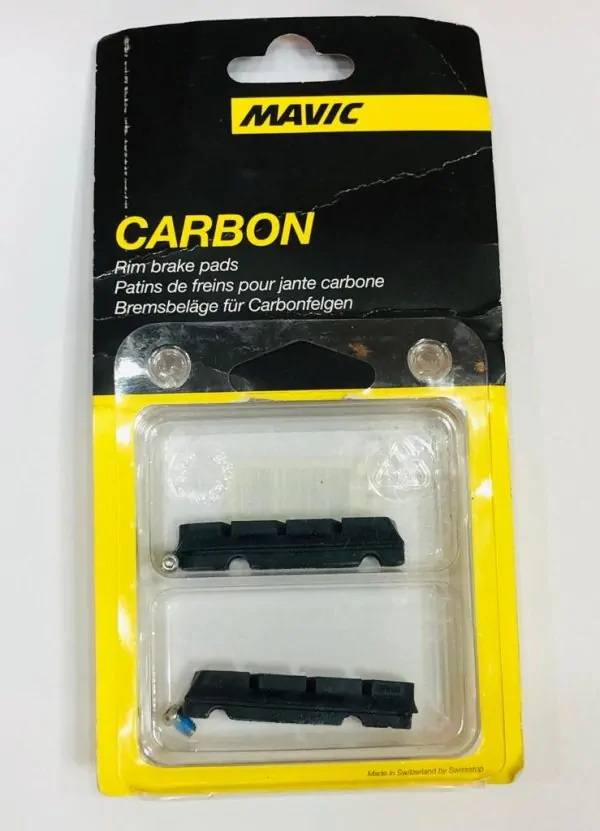 MAVIC
CARBON
Rim brake pads
Patins de freins pour jante carbone
Bremsbeläge für Carbonfelgen
Made in Switzerland by Swissstop